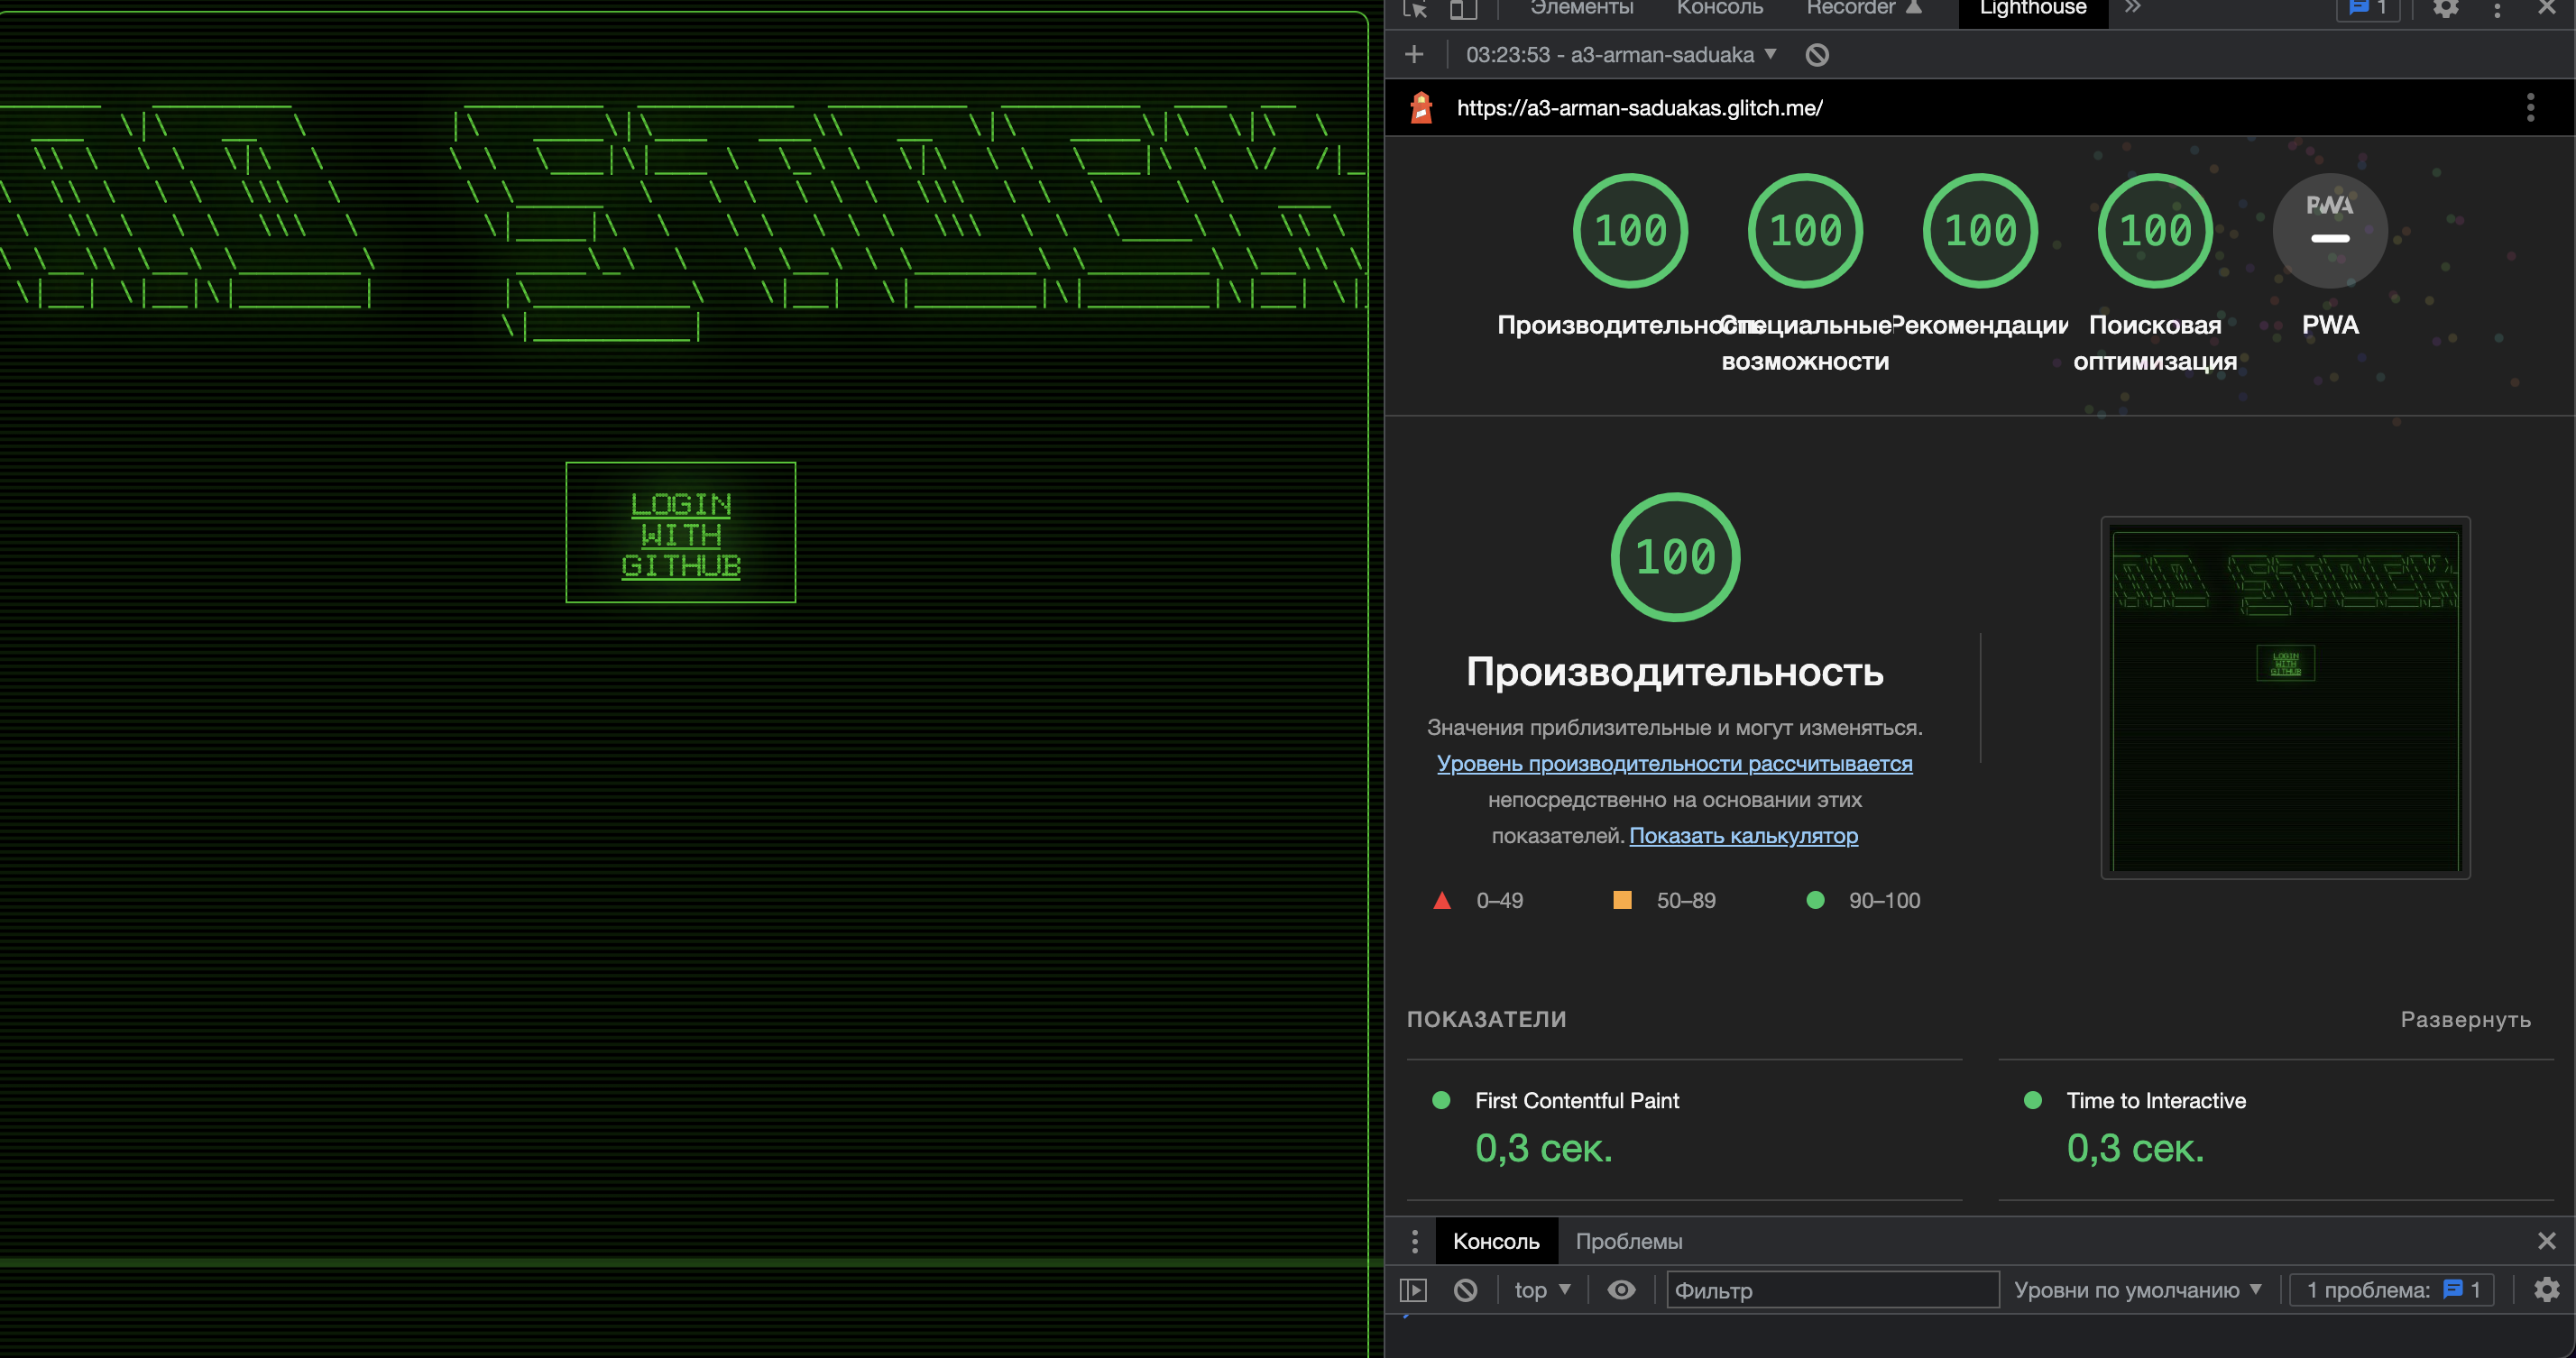 LOGIN
WITH
GITHUB
Элементы Консоль Recorder Lighthouse 1
03:23:53 - a3-arman-saduaka
https://a3-arman-saduakas.glitch.me/
100 100 100 100 PWA
Производительность Специальные возможности Рекомендации Поисковая оптимизация PWA
100
Производительность
Значения приблизительные и могут изменяться.
Уровень производительности рассчитывается
непосредственно на основании этих
показателей. Показать калькулятор
0–49 50–89 90–100
LOGIN
WITH
GITHUB
ПОКАЗАТЕЛИ Развернуть
First Contentful Paint Time to Interactive
0,3 сек. 0,3 сек.
Консоль Проблемы
top Фильтр Уровни по умолчанию 1 проблема: 1